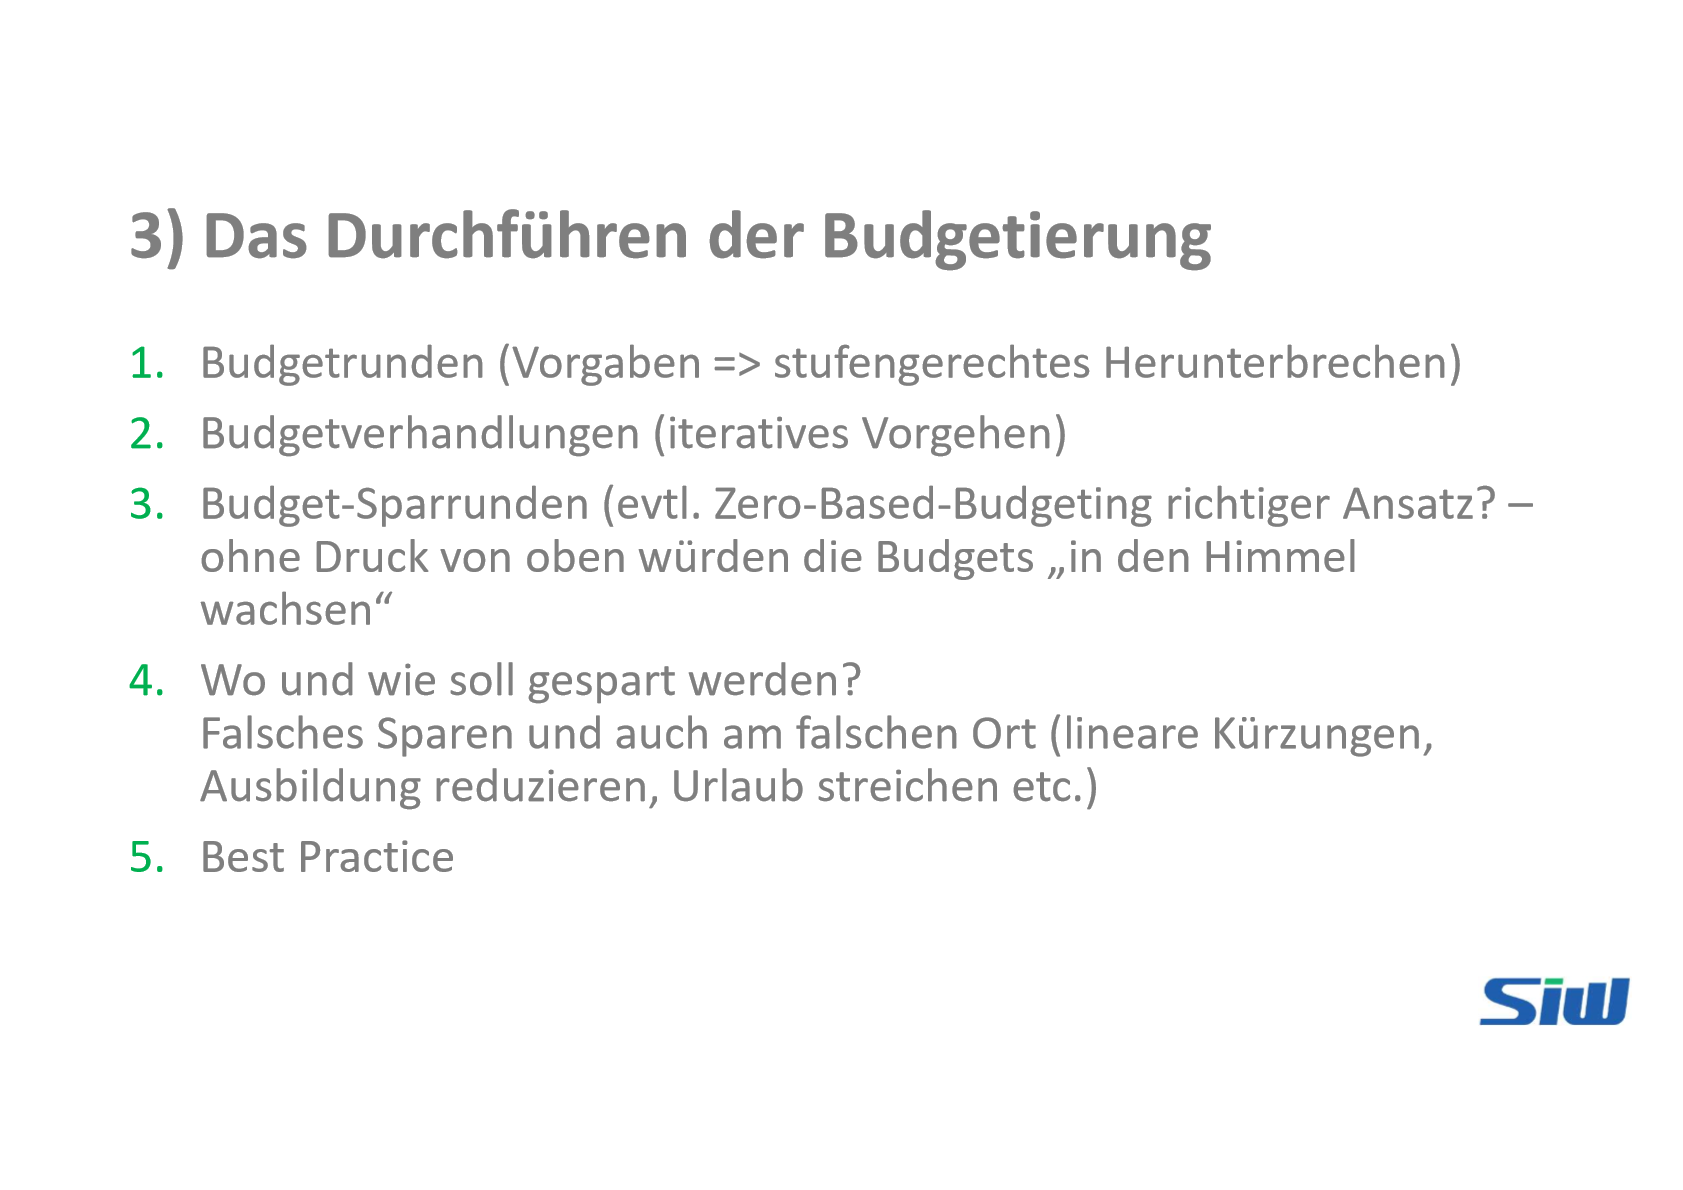 3) Das Durchführen der Budgetierung
1. Budgetrunden (Vorgaben => stufengerechtes Herunterbrechen)
2. Budgetverhandlungen (iteratives Vorgehen)
3. Budget-Sparrunden (evtl. Zero-Based-Budgeting richtiger Ansatz? –
ohne Druck von oben würden die Budgets „in den Himmel
wachsen“
4. Wo und wie soll gespart werden?
Falsches Sparen und auch am falschen Ort (lineare Kürzungen,
Ausbildung reduzieren, Urlaub streichen etc.)
5. Best Practice
Siw